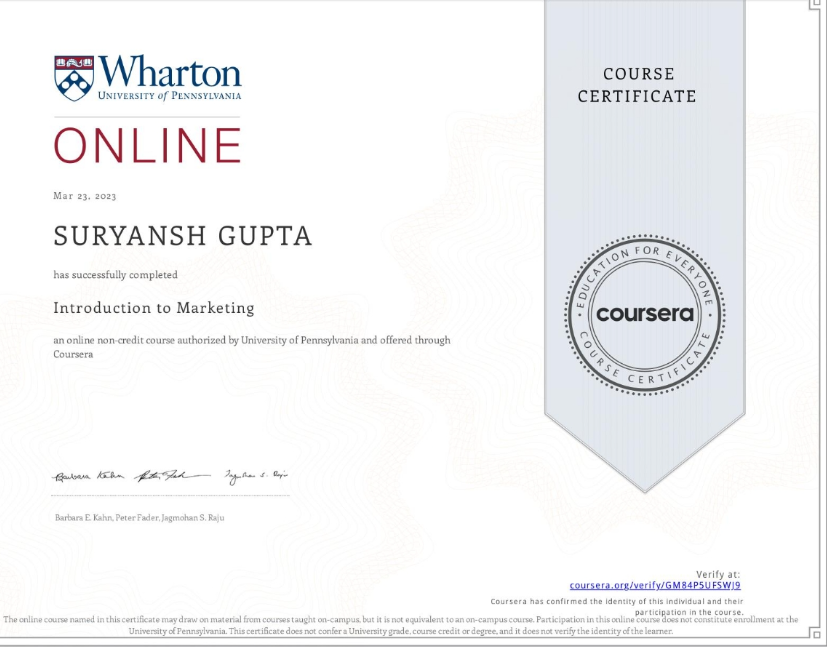 Wharton
UNIVERSITY of PENNSYLVANIA
ONLINE
Mar 23, 2023
SURYANSH GUPTA
has successfully completed
Introduction to Marketing
an online non-credit course authorized by University of Pennsylvania and offered through
Coursera
Barbara E. Kahn, Peter Fader, Jagmohan S. Raju
COURSE
CERTIFICATE
EDUCATION FOR EVERYONE
coursera
COURSE CERTIFICATE
Verify at:
coursera.org/verify/GM84P5UFSWJ9
Coursera has confirmed the identity of this individual and their
participation in the course.
The online course named in this certificate may draw on material from courses taught on-campus, but it is not equivalent to an on-campus course. Participation in this online course does not constitute enrollment at the
University of Pennsylvania. This certificate does not confer a University grade, course credit or degree, and it does not verify the identity of the learner.